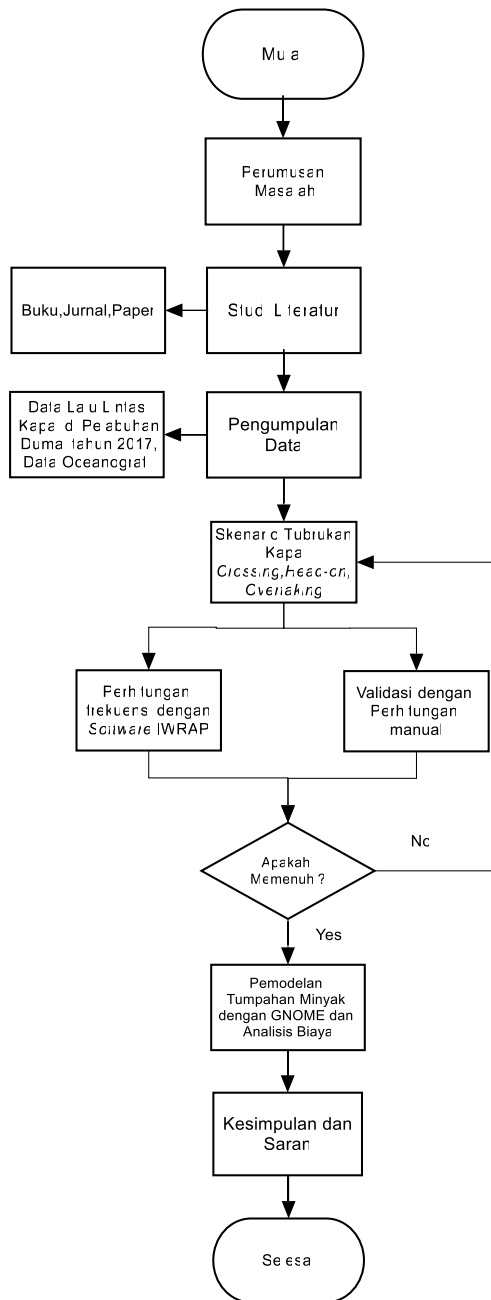 Mulai
Perumusan
Masalah
Buku,Jurnal,Paper
Studi Literatur
Data Lalu Lintas
Kapal di Pelabuhan
Dumai tahun 2017,
Data Oceanografi
Pengumpulan
Data
Skenario Tubrukan
Kapal
Crossing,Head-on,
Overtaking
Perhitungan
frekuensi dengan
Software IWRAP
Validasi dengan
Perhitungan
manual
Apakah
Memenuhi ?
No
Yes
Pemodelan
Tumpahan Minyak
dengan GNOME dan
Analisis Biaya
Kesimpulan dan
Saran
Selesai